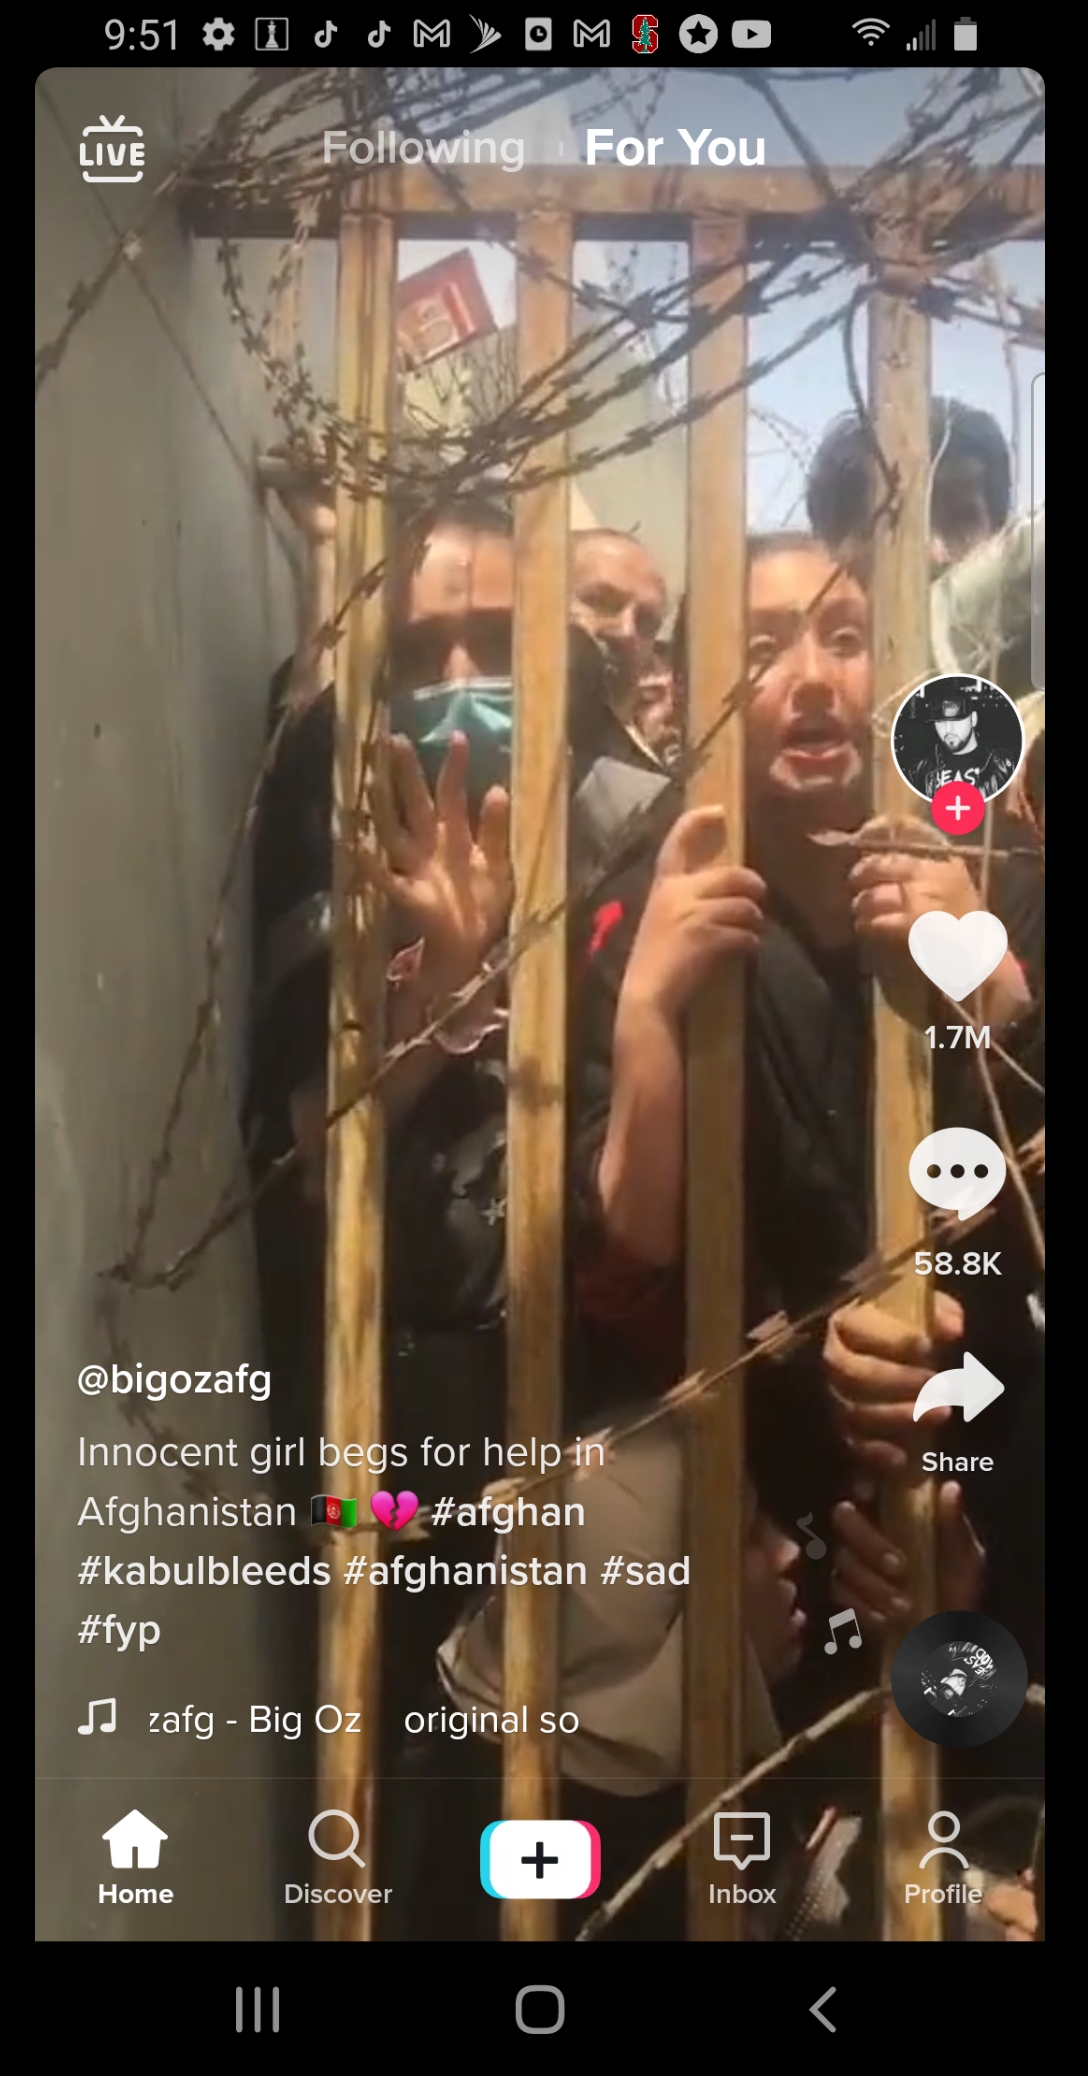 9:51
LIVE
Following
For You
BEAST
1.7M
58.8K
Share
@bigozafg
Innocent girl begs for help in
Afghanistan 🇦🇫 💔 #afghan
#kabulbleeds #afghanistan #sad
#fyp
zafg - Big Oz original so
Home
Discover
Inbox
Profile